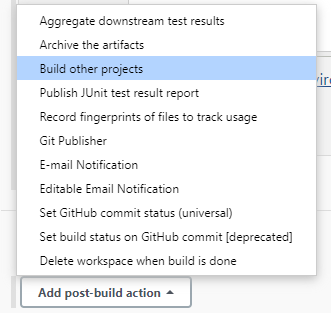 Aggregate downstream test results
Archive the artifacts
Build other projects
Publish JUnit test result report
Record fingerprints of files to track usage
Git Publisher
E-mail Notification
Editable Email Notification
Set GitHub commit status (universal)
Set build status on GitHub commit [deprecated]
Delete workspace when build is done
Add post-build action